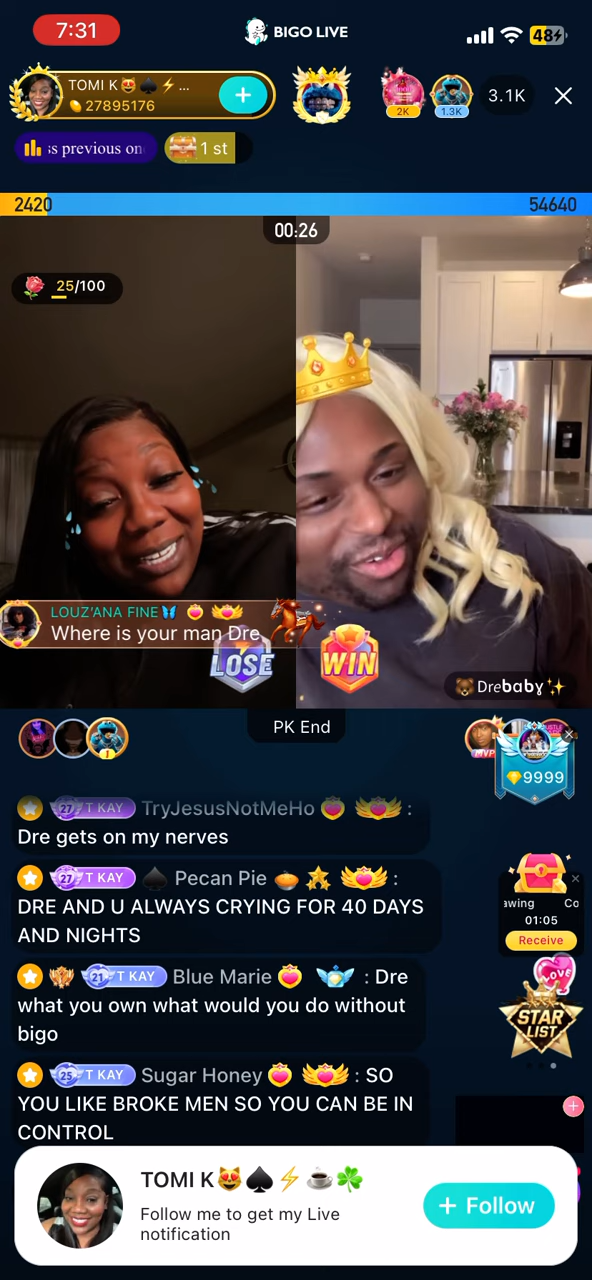 7:31
BIGO LIVE
48
TOMI K😻♠️⚡ ...
27895176
2K
1.3K
3.1K
ss previous on
1 st
2420
54640
00:26
25/100
LOUZ'ANA FINE🦋
Where is your man Dre
LOSE
WIN
🐻 Drebaby✨
PK End
MVP
9999
27 T KAY TryJesusNotMeHo :
Dre gets on my nerves
27 T KAY ♠️ Pecan Pie 🥧 :
DRE AND U ALWAYS CRYING FOR 40 DAYS
AND NIGHTS
awing Co
01:05
Receive
21 T KAY Blue Marie : Dre
what you own what would you do without
bigo
LOVE
STAR
LIST
25 T KAY Sugar Honey : SO
YOU LIKE BROKE MEN SO YOU CAN BE IN
CONTROL
TOMI K😻♠️⚡☕☘️
Follow me to get my Live
notification
+ Follow